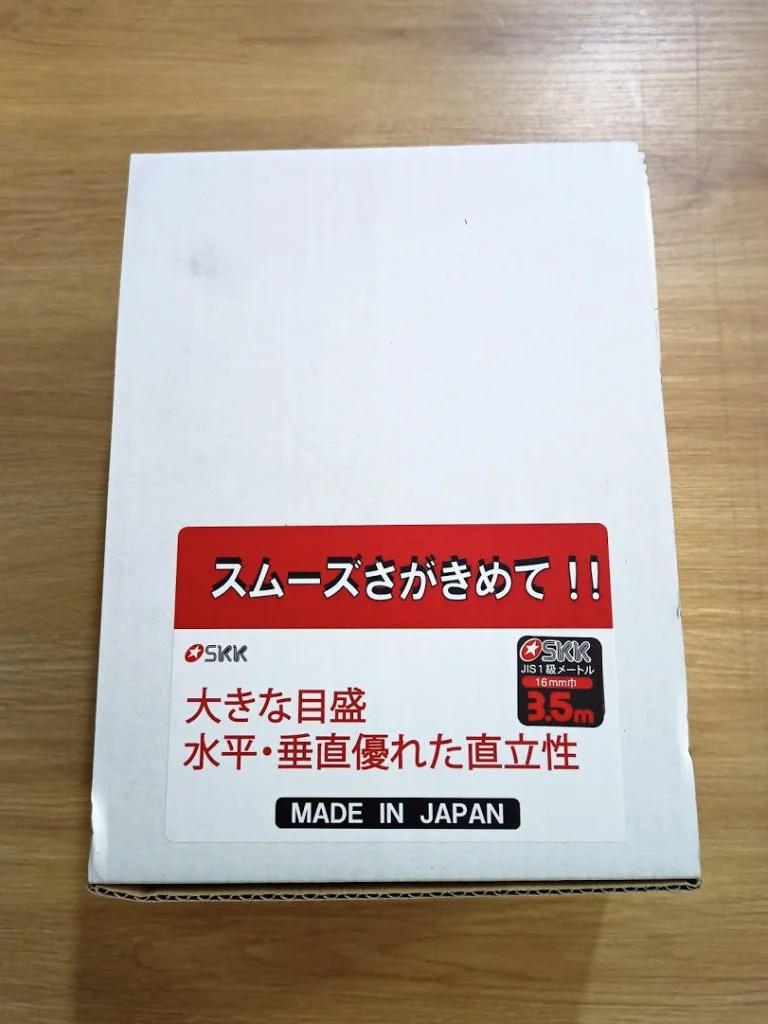 スムーズさがきめて!!
SKK
SKK
JIS1級メートル
16mm巾
3.5m
大きな目盛
水平・垂直優れた直立性
MADE IN JAPAN